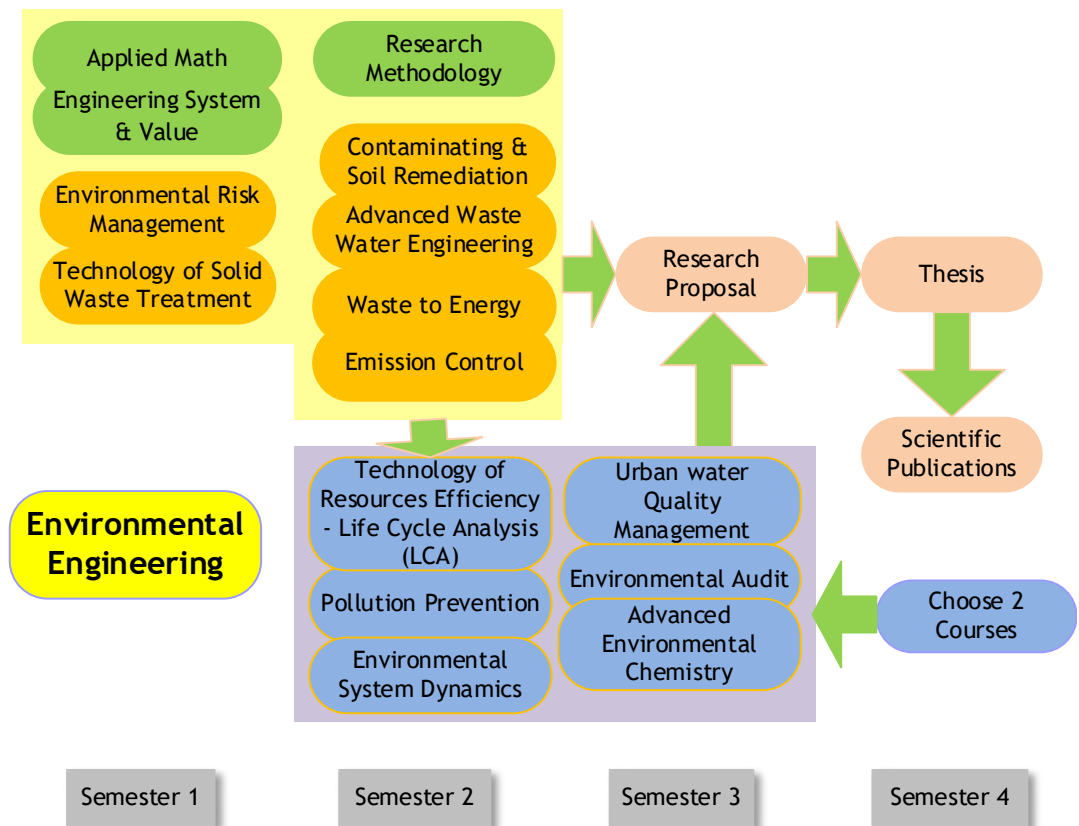 Applied Math
Engineering System
& Value
Environmental Risk
Management
Technology of Solid
Waste Treatment
Research
Methodology
Contaminating &
Soil Remediation
Advanced Waste
Water Engineering
Waste to Energy
Emission Control
Research
Proposal
Thesis
Scientific
Publications
Environmental
Engineering
Technology of
Resources Efficiency
- Life Cycle Analysis
(LCA)
Pollution Prevention
Environmental
System Dynamics
Urban water
Quality
Management
Environmental Audit
Advanced
Environmental
Chemistry
Choose 2
Courses
Semester 1
Semester 2
Semester 3
Semester 4